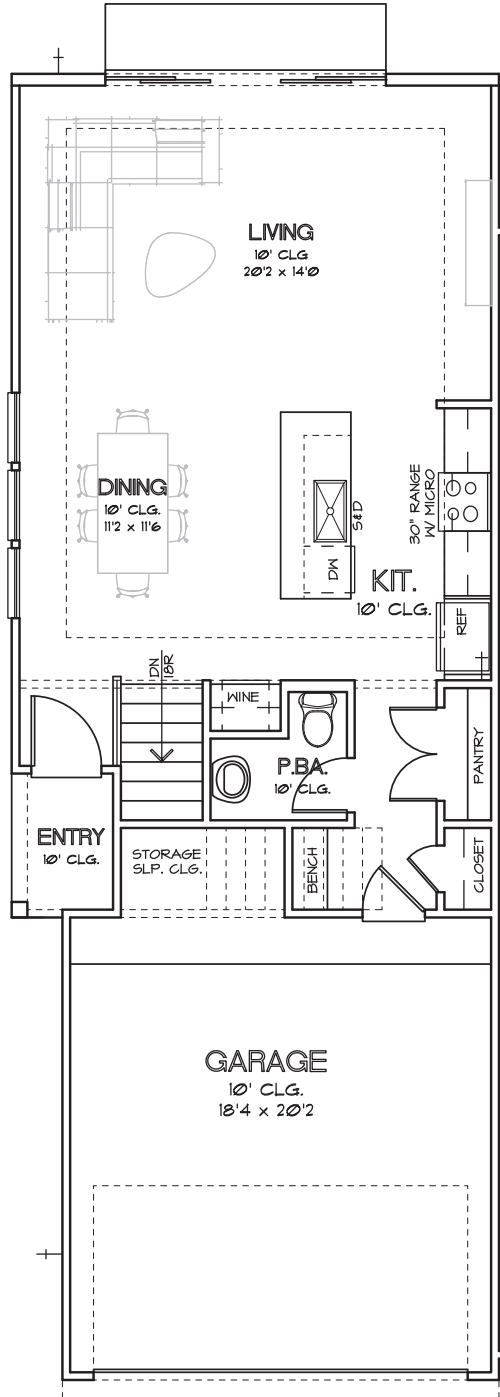 LIVING
10' CLG
20'2 x 14'0
DINING
10' CLG.
11'2 x 11'6
S&D
DW
30" RANGE
W/ MICRO
KIT.
10' CLG.
REF
DN
18R
WINE
P.BA.
10' CLG.
PANTRY
ENTRY
10' CLG.
STORAGE
SLP. CLG.
BENCH
CLOSET
GARAGE
10' CLG.
18'4 x 20'2